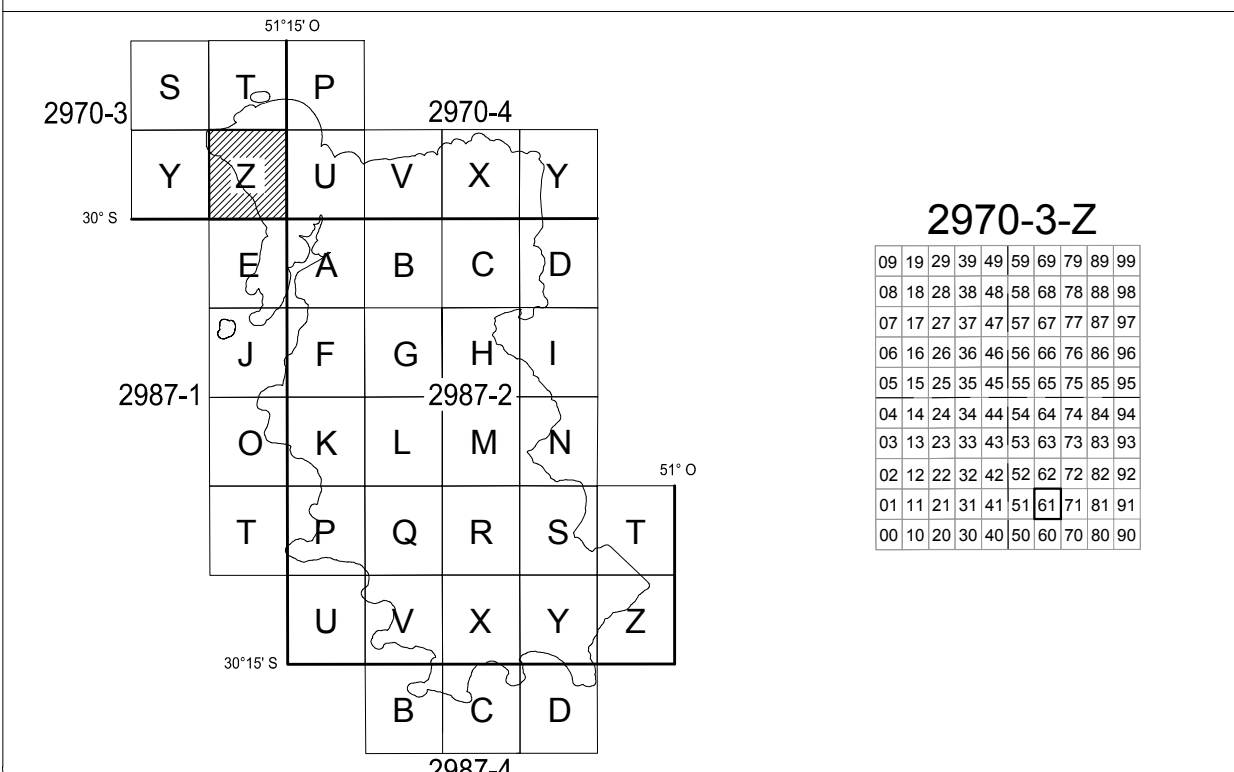 51°15' O
S T P
2970-3 2970-4
Y Z U V X Y
30° S
E A B C D
J F G H I
2987-1 2987-2
O K L M N
51° O
T P Q R S T
U V X Y Z
30°15' S
B C D
2987-4
2970-3-Z
09 19 29 39 49 59 69 79 89 99
08 18 28 38 48 58 68 78 88 98
07 17 27 37 47 57 67 77 87 97
06 16 26 36 46 56 66 76 86 96
05 15 25 35 45 55 65 75 85 95
04 14 24 34 44 54 64 74 84 94
03 13 23 33 43 53 63 73 83 93
02 12 22 32 42 52 62 72 82 92
01 11 21 31 41 51 61 71 81 91
00 10 20 30 40 50 60 70 80 90